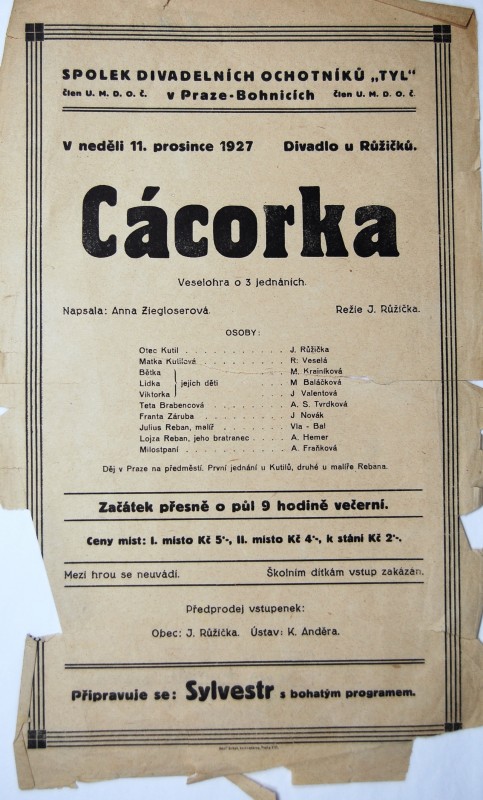 SPOLEK DIVADELNÍCH OCHOTNÍKŮ „TYL“
člen U. M. D. O. č. v Praze-Bohnicích člen U. M. D. O. č.
V neděli 11. prosince 1927 Divadlo u Růžičků.
Cácorka
Veselohra o 3 jednáních.
Napsala: Anna Ziegloserová. Režie J. Růžička.
OSOBY:
Otec Kutil . . . . . . . . . . . J. Růžička
Matka Kutilová . . . . . . . . . R. Veselá
Bětka . . . . . . . . . M. Krajníková
Lidka } jejich děti . . . . . . M Baláčková
Viktorka . . . . . . . . . J Valentová
Teta Brabencová . . . . . . . . A. S. Tvrdková
Franta Záruba . . . . . . . . . J Novák
Julius Reban, malíř . . . . . . . Vla - Bal
Lojza Reban, jeho bratranec . . . . A. Hemer
Milostpaní . . . . . . . . . . A. Fraňková
Děj v Praze na předměstí. První jednání u Kutilů, druhé u malíře Rebana.
Začátek přesně o půl 9 hodině večerní.
Ceny míst: I. místo Kč 5·-, II. místo Kč 4·-, k stání Kč 2·-.
Mezi hrou se neuvádí. Školním dítkám vstup zakázán.
Předprodej vstupenek:
Obec: J. Růžička. Ústav: K. Anděra.
Připravuje se: Sylvestr s bohatým programem.